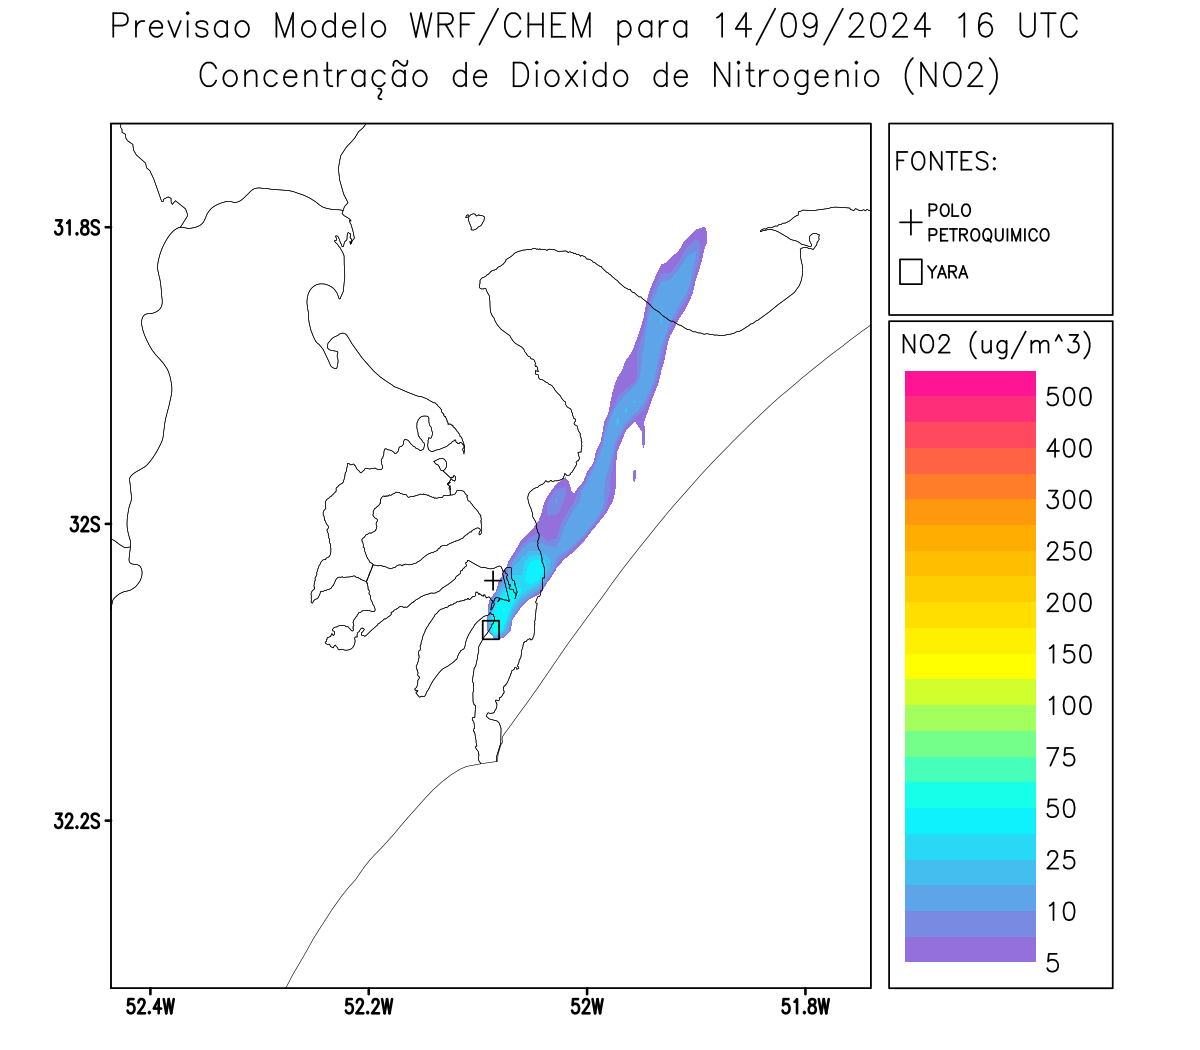 Previsao Modelo WRF/CHEM para 14/09/2024 16 UTC
Concentração de Dioxido de Nitrogenio (NO2)
FONTES:
POLO
PETROQUIMICO
YARA
NO2 (ug/m^3)
500
400
300
250
200
150
100
75
50
25
10
5
31.8S
32S
32.2S
52.4W 52.2W 52W 51.8W